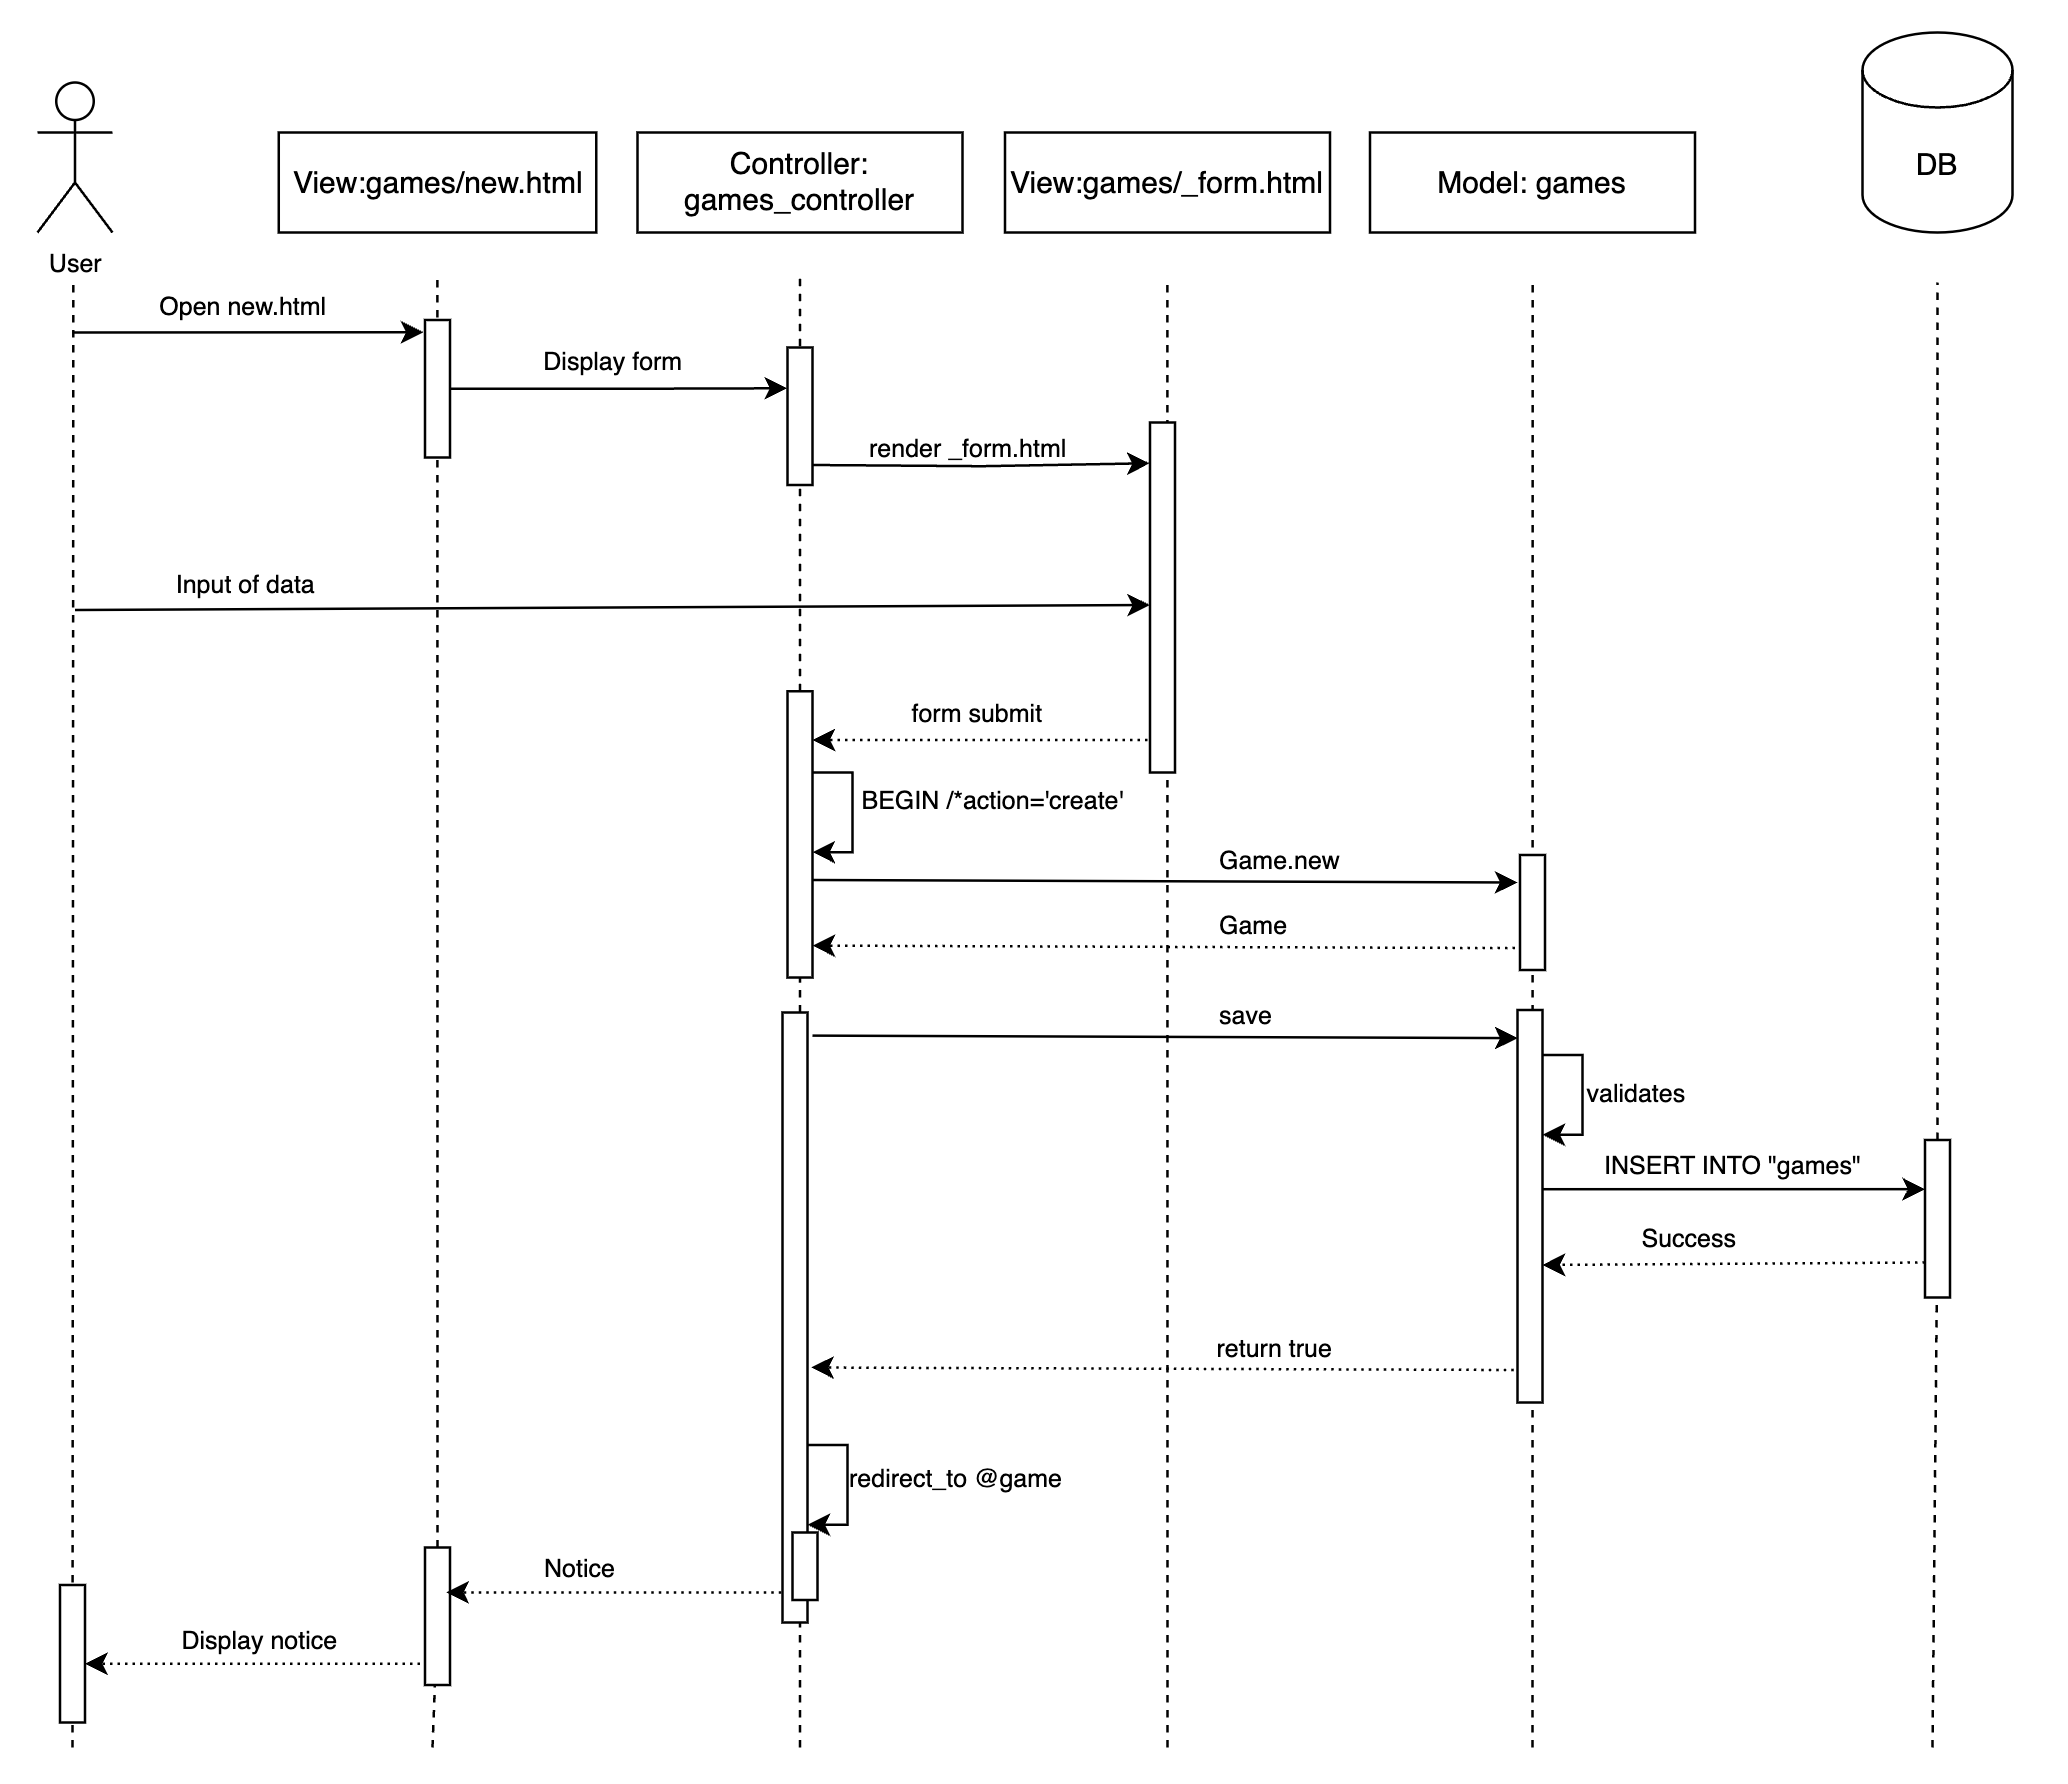 View:games/new.html
Controller:
games_controller
View:games/_form.html
Model: games
DB
User
Open new.html
Display form
render _form.html
Input of data
form submit
BEGIN /*action='create'
Game.new
Game
save
validates
INSERT INTO "games"
Success
return true
redirect_to @game
Notice
Display notice